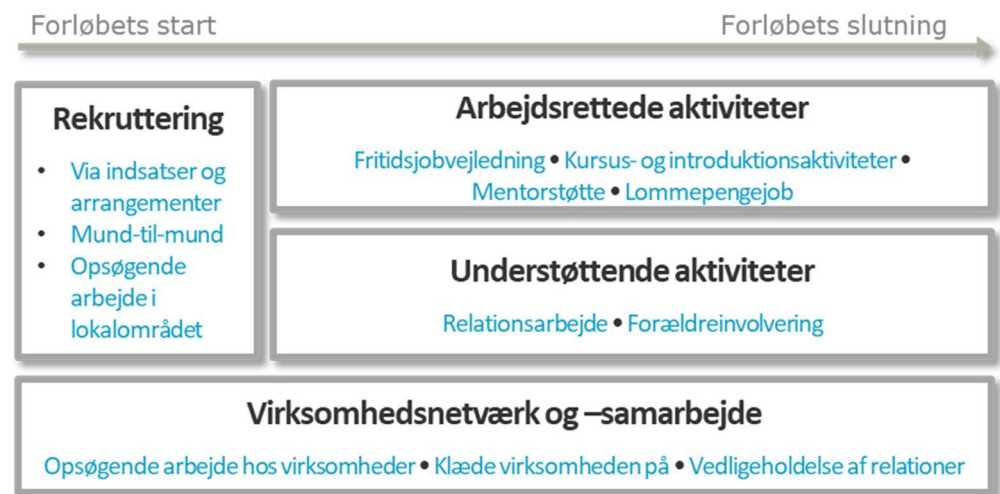 Forløbets start
Forløbets slutning
Rekruttering
• Via indsatser og
arrangementer
• Mund-til-mund
• Opsøgende
arbejde i
lokalområdet
Arbejdsrettede aktiviteter
Fritidsjobvejledning • Kursus- og introduktionsaktiviteter •
Mentorstøtte • Lommepengejob
Understøttende aktiviteter
Relationsarbejde • Forældreinvolvering
Virksomhedsnetværk og –samarbejde
Opsøgende arbejde hos virksomheder • Klæde virksomheden på • Vedligeholdelse af relationer